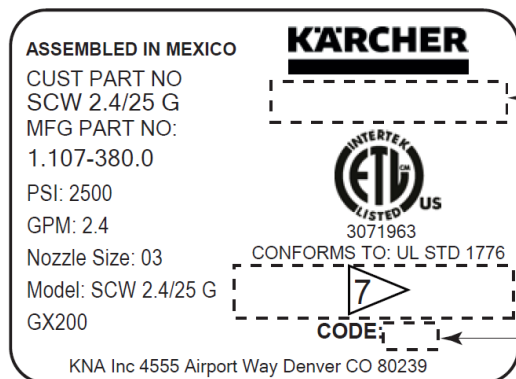 ASSEMBLED IN MEXICO
CUST PART NO
SCW 2.4/25 G
MFG PART NO:
1.107-380.0
PSI: 2500
GPM: 2.4
Nozzle Size: 03
Model: SCW 2.4/25 G
GX200
KÄRCHER
INTERTEK
ETL CM
LISTED
US
3071963
CONFORMS TO: UL STD 1776
7
CODE:
KNA Inc 4555 Airport Way Denver CO 80239